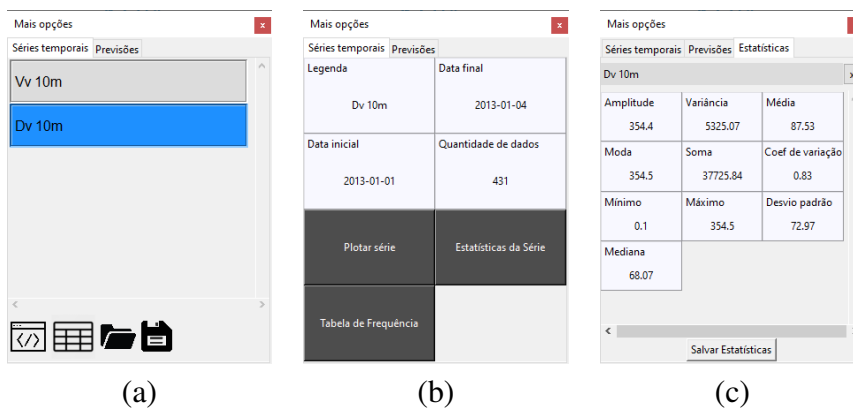 Mais opções
x
Séries temporais Previsões
Vv 10m
Dv 10m
</>
(a)
Mais opções
x
Séries temporais Previsões
Legenda Data final
Dv 10m 2013-01-04
Data inicial Quantidade de dados
2013-01-01 431
Plotar série Estatísticas da Série
Tabela de Frequência
(b)
Mais opções
Séries temporais Previsões Estatísticas
Dv 10m
x
Amplitude Variância Média
354.4 5325.07 87.53
Moda Soma Coef de variação
354.5 37725.84 0.83
Mínimo Máximo Desvio padrão
0.1 354.5 72.97
Mediana
68.07
Salvar Estatísticas
(c)